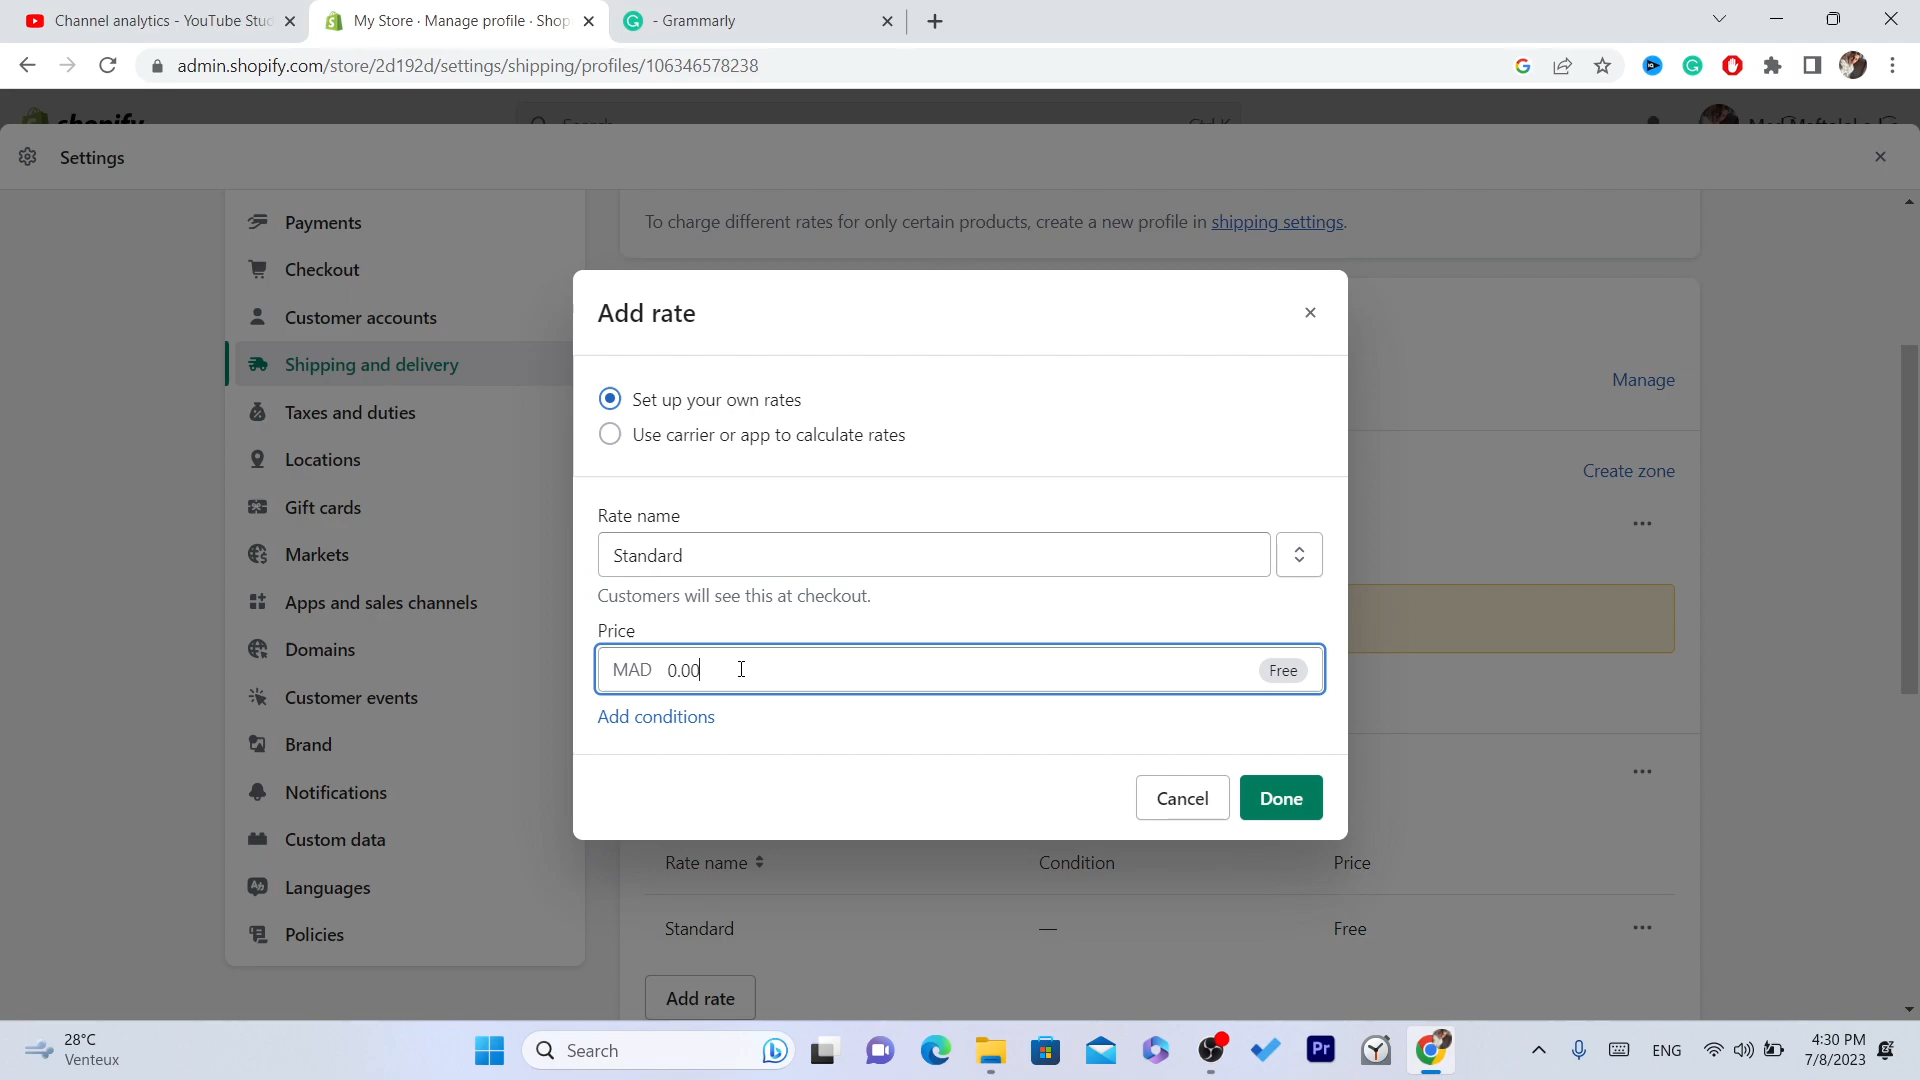 Channel analytics - YouTube Stu
My Store · Manage profile · Shop
- Grammarly
admin.shopify.com/store/2d192d/settings/shipping/profiles/106346578238
shopify
Search
Ctrl K
Settings
Payments
Checkout
Customer accounts
Shipping and delivery
Taxes and duties
Locations
Gift cards
Markets
Apps and sales channels
Domains
Customer events
Brand
Notifications
Custom data
Languages
Policies
To charge different rates for only certain products, create a new profile in shipping settings.
Manage
Create zone
Add rate
Set up your own rates
Use carrier or app to calculate rates
Rate name
Standard
Customers will see this at checkout.
Price
MAD 0.00
Free
Add conditions
Cancel
Done
Rate name
Condition
Price
Standard
—
Free
Add rate
28°C
Venteux
Search
Pr
ENG
4:30 PM
7/8/2023